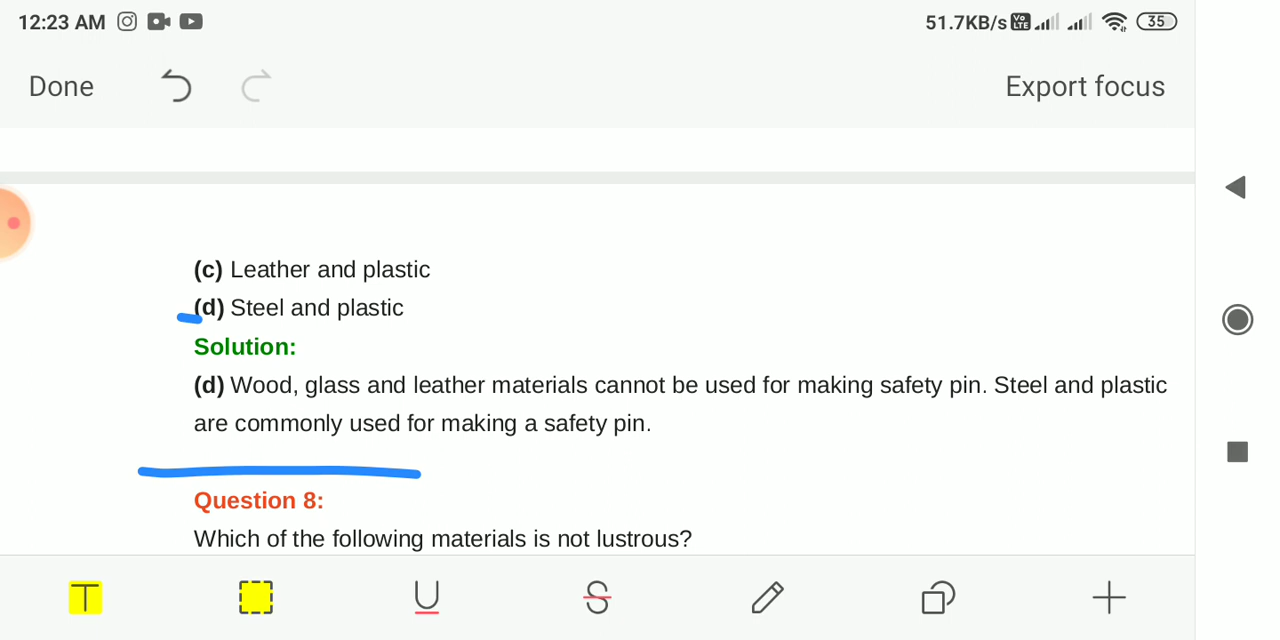 12:23 AM 51.7KB/s Vo LTE 35
Done Export focus
(c) Leather and plastic
(d) Steel and plastic
Solution:
(d) Wood, glass and leather materials cannot be used for making safety pin. Steel and plastic
are commonly used for making a safety pin.
Question 8:
Which of the following materials is not lustrous?
T U S